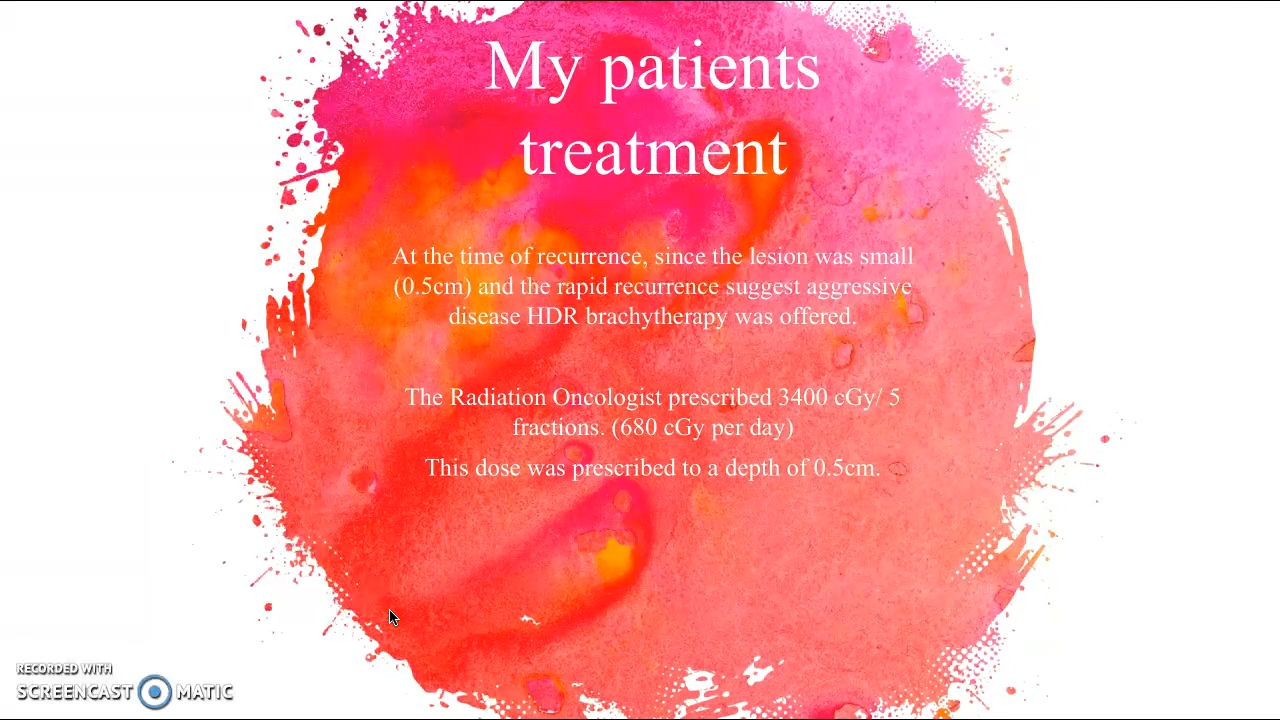 My patients
treatment
At the time of recurrence, since the lesion was small
(0.5cm) and the rapid recurrence suggest aggressive
disease HDR brachytherapy was offered.
The Radiation Oncologist prescribed 3400 cGy/ 5
fractions. (680 cGy per day)
This dose was prescribed to a depth of 0.5cm.
RECORDED WITH
SCREENCAST MATIC